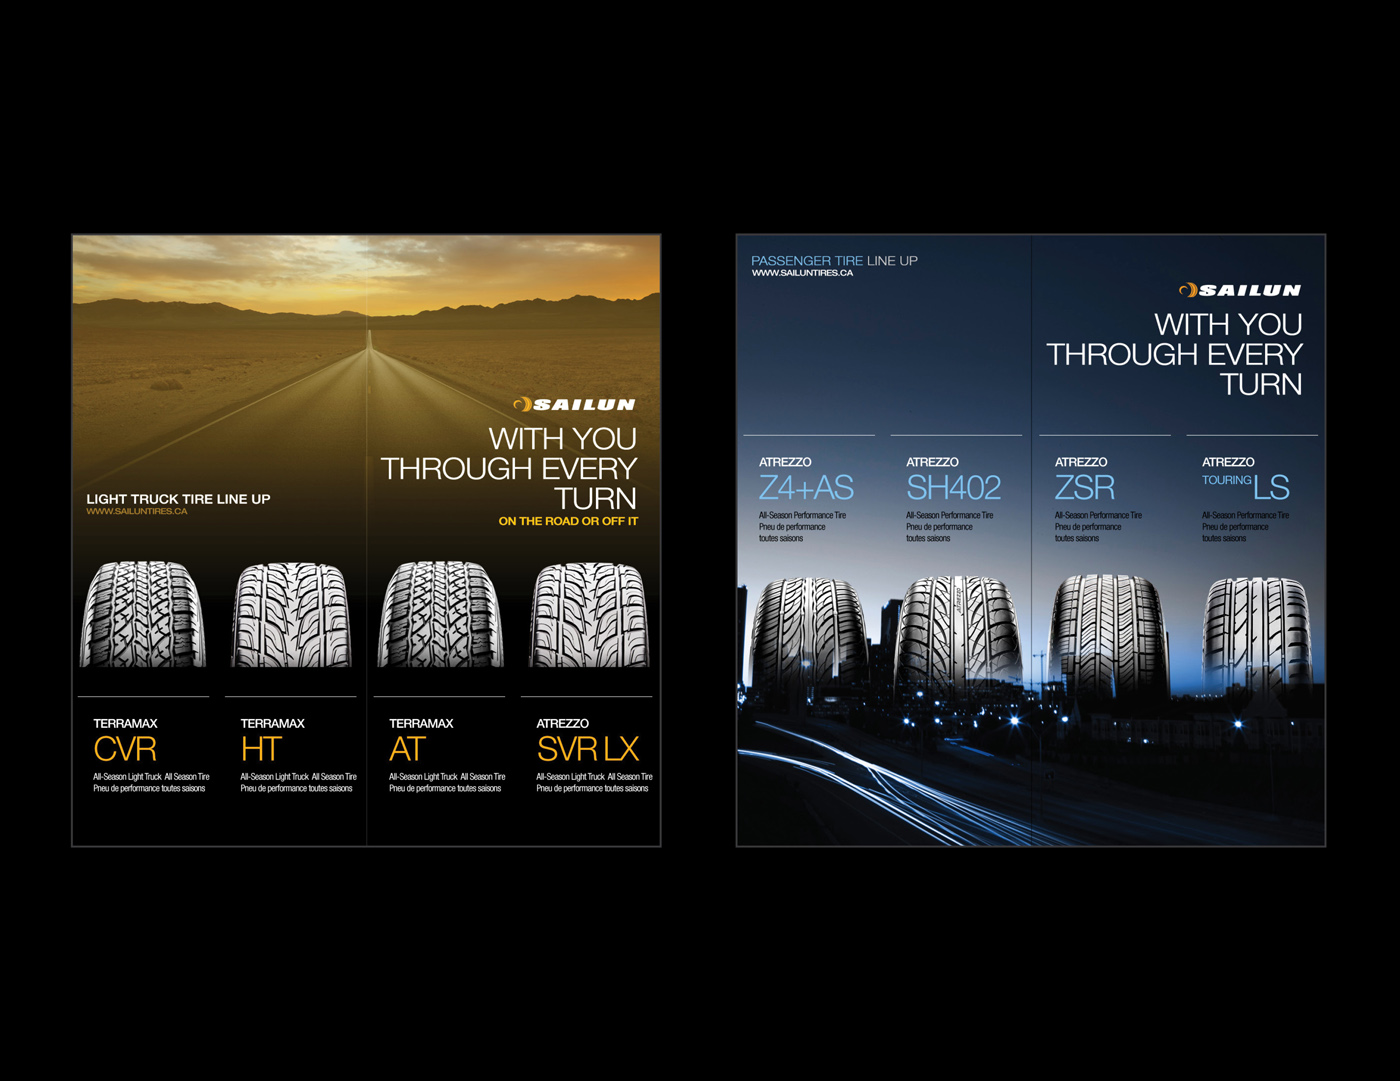 SAILUN
WITH YOU
THROUGH EVERY
TURN
ON THE ROAD OR OFF IT
LIGHT TRUCK TIRE LINE UP
WWW.SAILUNTIRES.CA
TERRAMAX
CVR
All-Season Light Truck All Season Tire
Pneu de performance toutes saisons
TERRAMAX
HT
All-Season Light Truck All Season Tire
Pneu de performance toutes saisons
TERRAMAX
AT
All-Season Light Truck All Season Tire
Pneu de performance toutes saisons
ATREZZO
SVR LX
All-Season Light Truck All Season Tire
Pneu de performance toutes saisons
PASSENGER TIRE LINE UP
WWW.SAILUNTIRES.CA
SAILUN
WITH YOU
THROUGH EVERY
TURN
ATREZZO
Z4+AS
All-Season Performance Tire
Pneu de performance
toutes saisons
ATREZZO
SH402
All-Season Performance Tire
Pneu de performance
toutes saisons
ATREZZO
ZSR
All-Season Performance Tire
Pneu de performance
toutes saisons
ATREZZO
TOURING LS
All-Season Performance Tire
Pneu de performance
toutes saisons